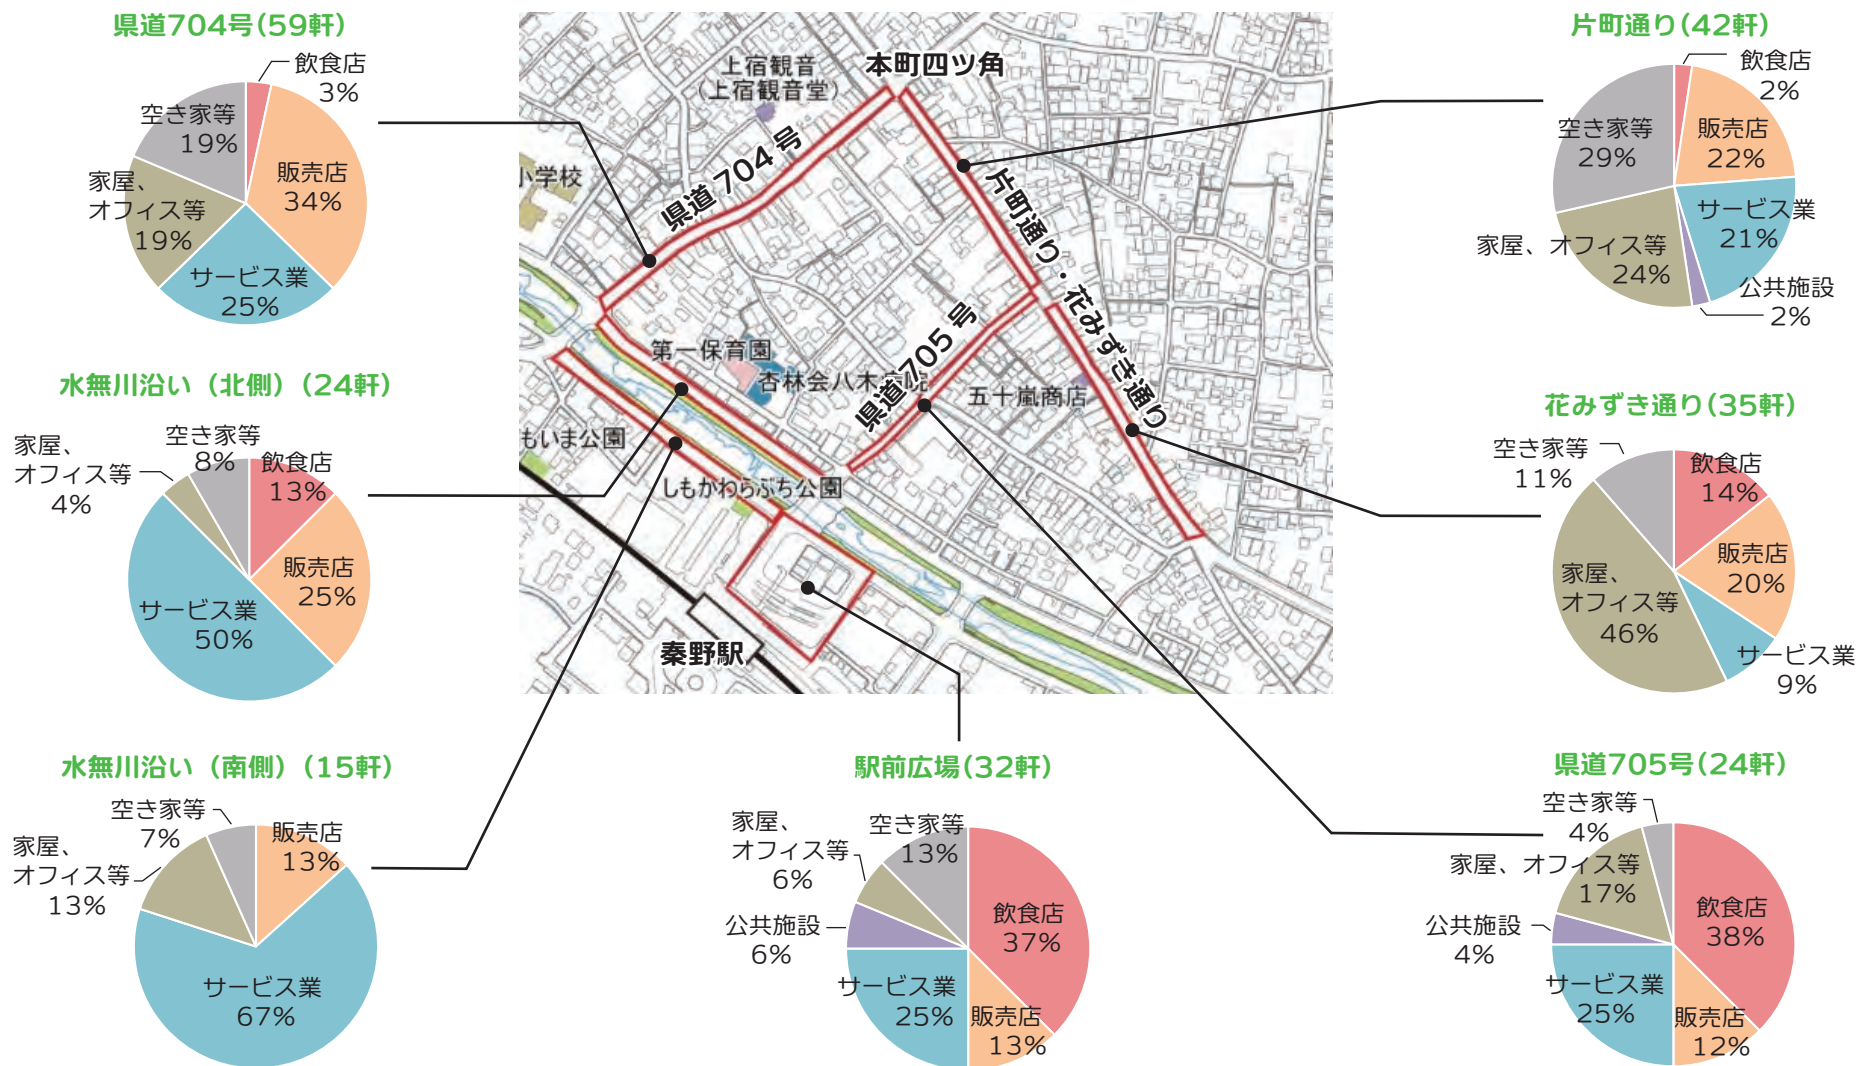 県道704号(59軒)
飲食店
3%
販売店
34%
サービス業
25%
家屋、
オフィス等
19%
空き家等
19%
水無川沿い（北側）(24軒)
飲食店
13%
販売店
25%
サービス業
50%
家屋、
オフィス等
4%
空き家等
8%
水無川沿い（南側）(15軒)
販売店
13%
サービス業
67%
家屋、
オフィス等
13%
空き家等
7%
本町四ツ角
上宿観音
（上宿観音堂）
小学校
県道704号
片町通り・花みずき通り
県道705号
第一保育園
杏林会八木病院
五十嵐商店
もいま公園
しもかわらぶち公園
秦野駅
駅前広場(32軒)
飲食店
37%
販売店
13%
サービス業
25%
公共施設
6%
家屋、
オフィス等
6%
空き家等
13%
片町通り(42軒)
飲食店
2%
販売店
22%
サービス業
21%
公共施設
2%
家屋、オフィス等
24%
空き家等
29%
花みずき通り(35軒)
飲食店
14%
販売店
20%
サービス業
9%
家屋、
オフィス等
46%
空き家等
11%
県道705号(24軒)
飲食店
38%
販売店
12%
サービス業
25%
公共施設
4%
家屋、オフィス等
17%
空き家等
4%